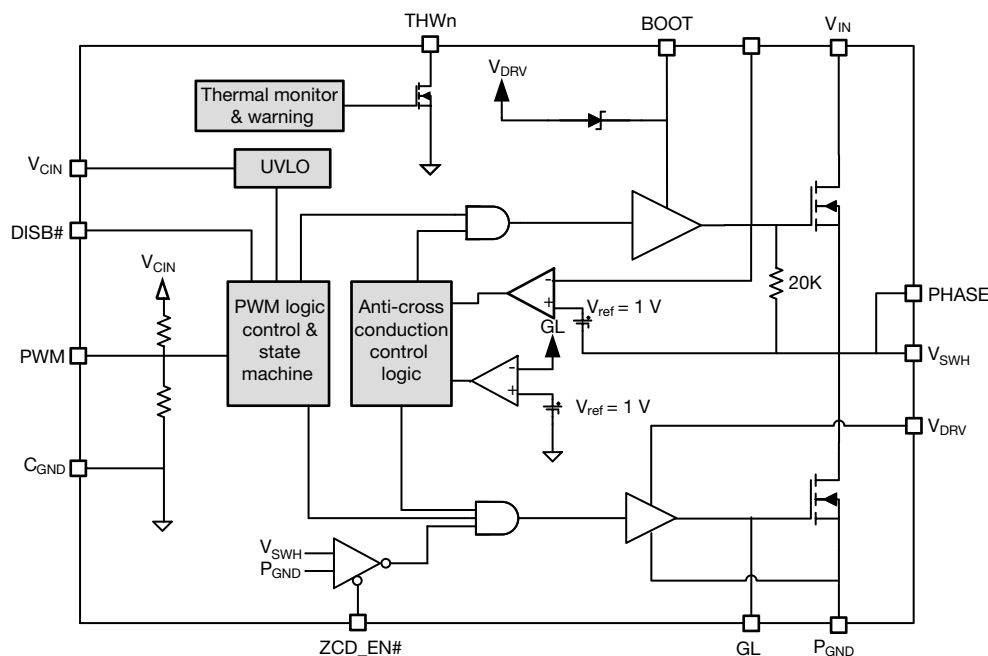 THWn
BOOT
V_IN
V_DRV
Thermal monitor
& warning
V_CIN
UVLO
DISB#
V_CIN
PWM logic
control &
state
machine
Anti-cross
conduction
control
logic
-
+
V_ref = 1 V
20K
PHASE
GL
PWM
V_SWH
-
+
V_ref = 1 V
V_DRV
C_GND
V_SWH
P_GND
ZCD_EN#
GL
P_GND